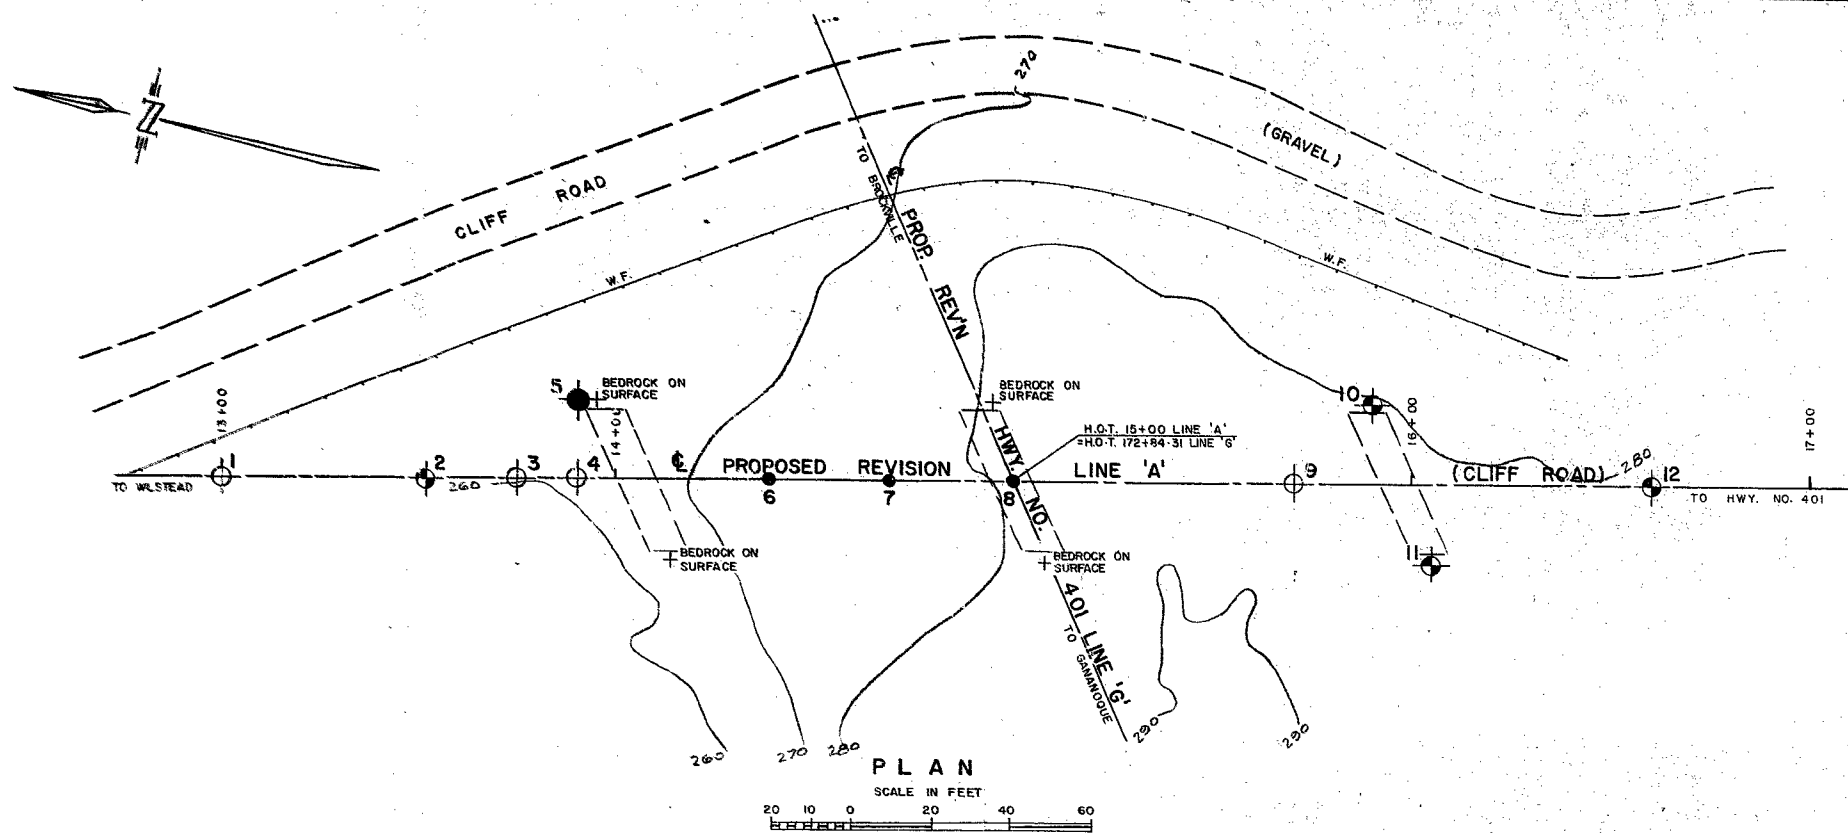 270
(GRAVEL)
CLIFF ROAD
TO BROCKVILLE
℄ PROP. REV'N HWY. NO. 401 LINE 'G'
W.F.
W.F.
5
BEDROCK ON
SURFACE
BEDROCK ON
SURFACE
10
13+00
14+00
16+00
17+00
H.O.T. 15+00 LINE 'A'
=H.O.T. 172+84.31 LINE 'G'
1
2
3
4
℄ PROPOSED REVISION LINE 'A' (CLIFF ROAD)
280
9
12
TO WLSTEAD
260
6
7
8
TO HWY. NO. 401
BEDROCK ON
SURFACE
BEDROCK ON
SURFACE
11
TO GANANOQUE
260
270
280
290
290
PLAN
SCALE IN FEET
20 10 0 20 40 60